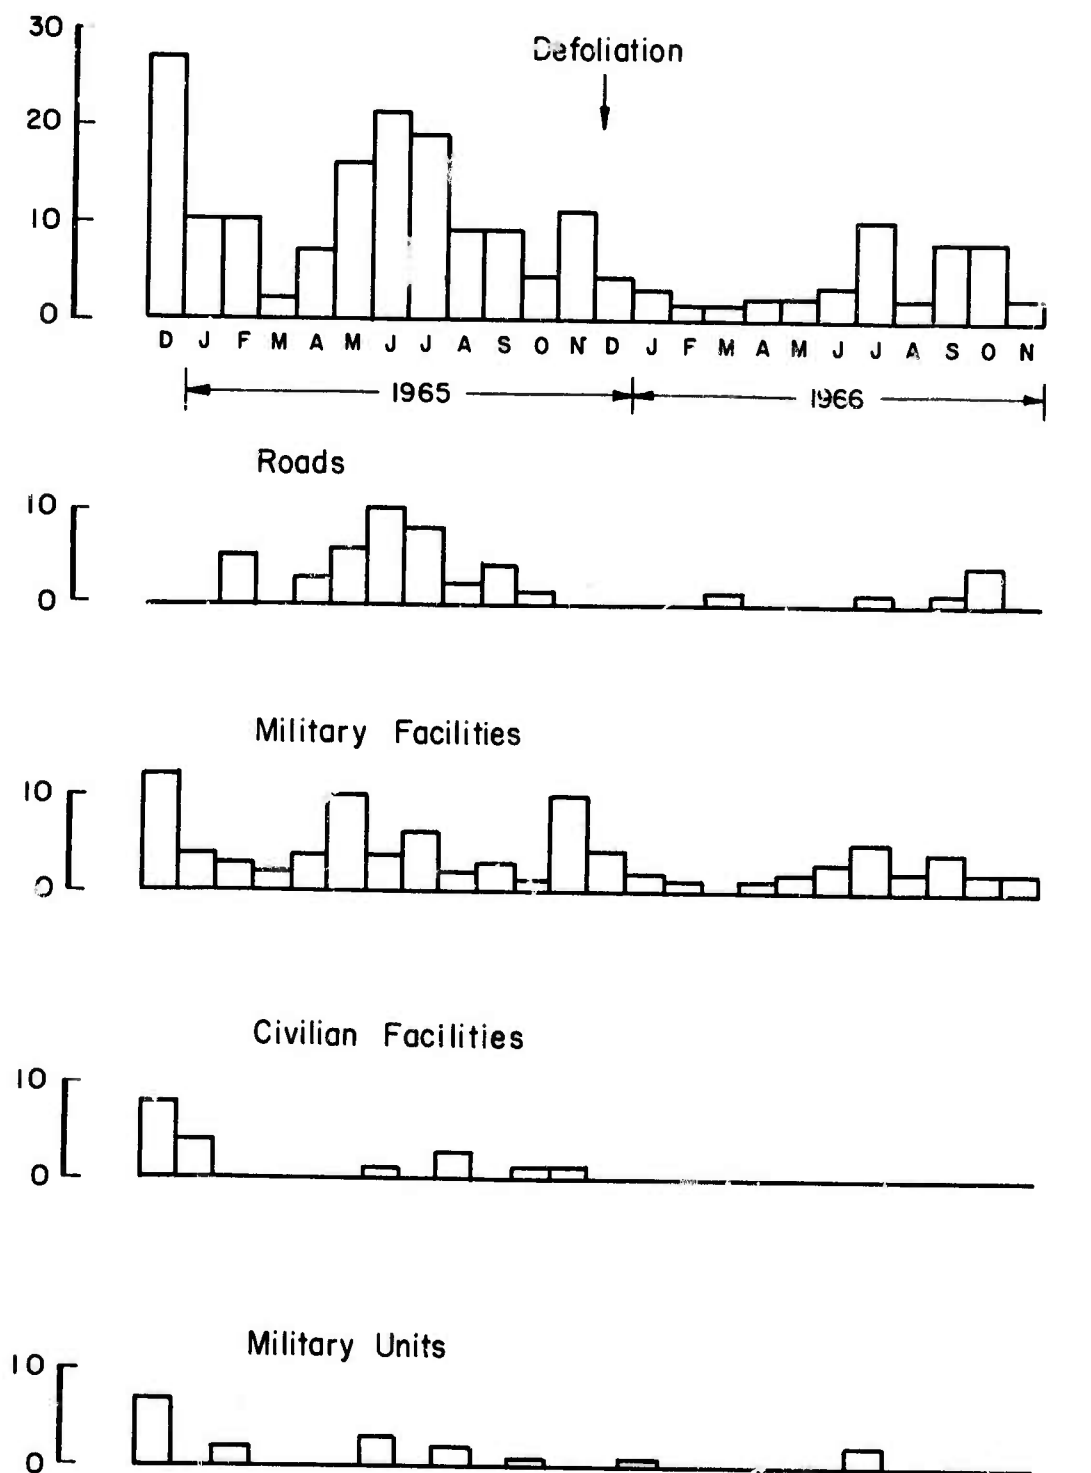 30
Defoliation
20
10
0
D J F M A M J J A S O N D J F M A M J J A S O N
1965 1966
Roads
10
0
Military Facilities
10
0
Civilian Facilities
10
0
Military Units
10
0